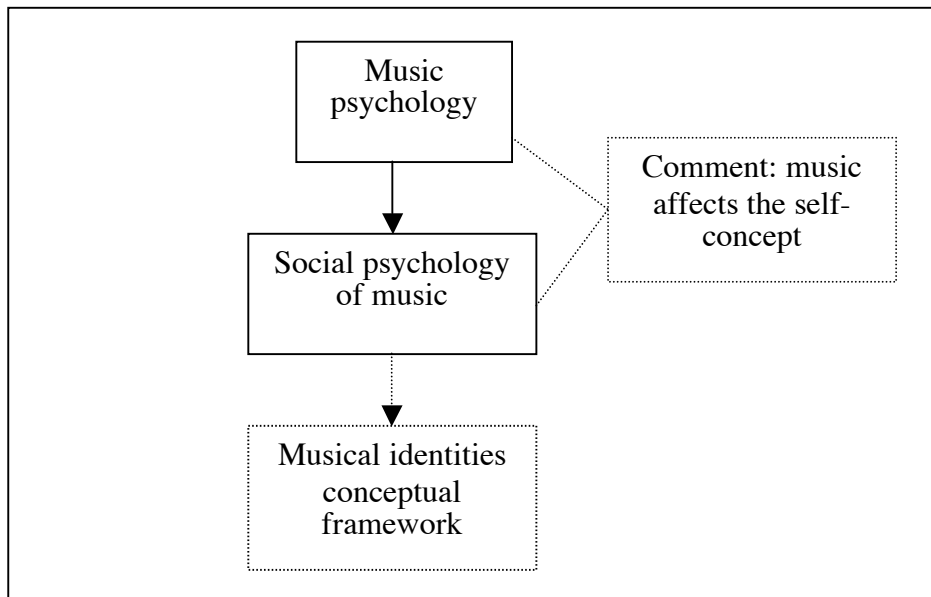 Music
psychology
Comment: music
affects the self-
concept
Social psychology
of music
Musical identities
conceptual
framework